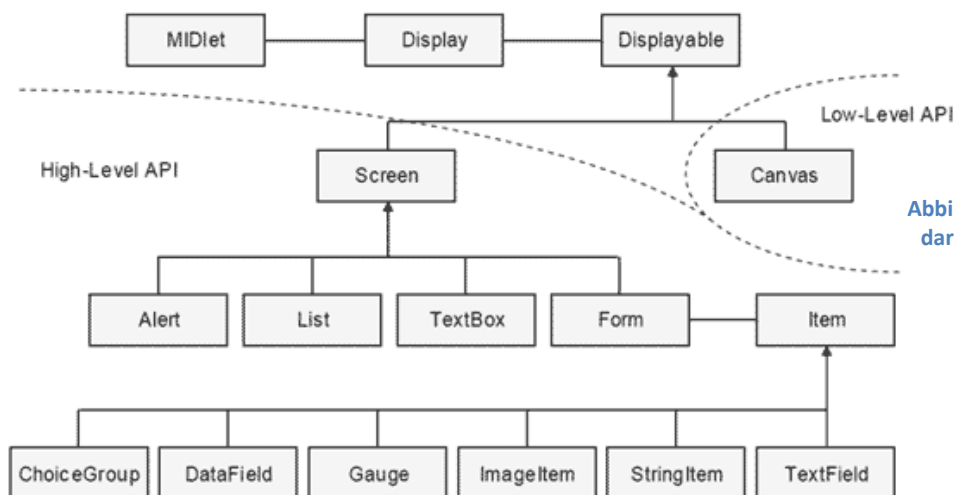 MIDlet
Display
Displayable
Low-Level API
High-Level API
Screen
Canvas
Abbi
dar
Alert
List
TextBox
Form
Item
ChoiceGroup
DataField
Gauge
ImageItem
StringItem
TextField